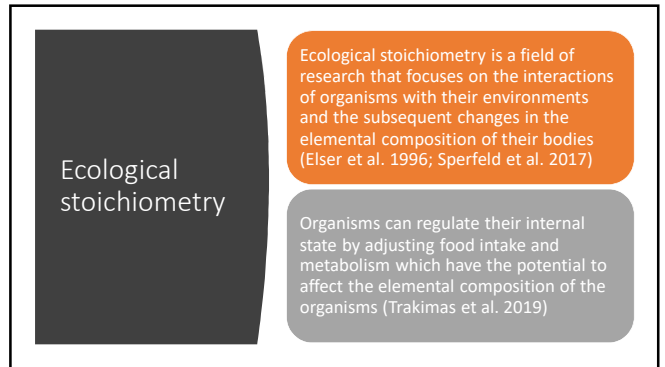 Ecological
stoichiometry
Ecological stoichiometry is a field of
research that focuses on the interactions
of organisms with their environments
and the subsequent changes in the
elemental composition of their bodies
(Elser et al. 1996; Sperfeld et al. 2017)
Organisms can regulate their internal
state by adjusting food intake and
metabolism which have the potential to
affect the elemental composition of the
organisms (Trakimas et al. 2019)